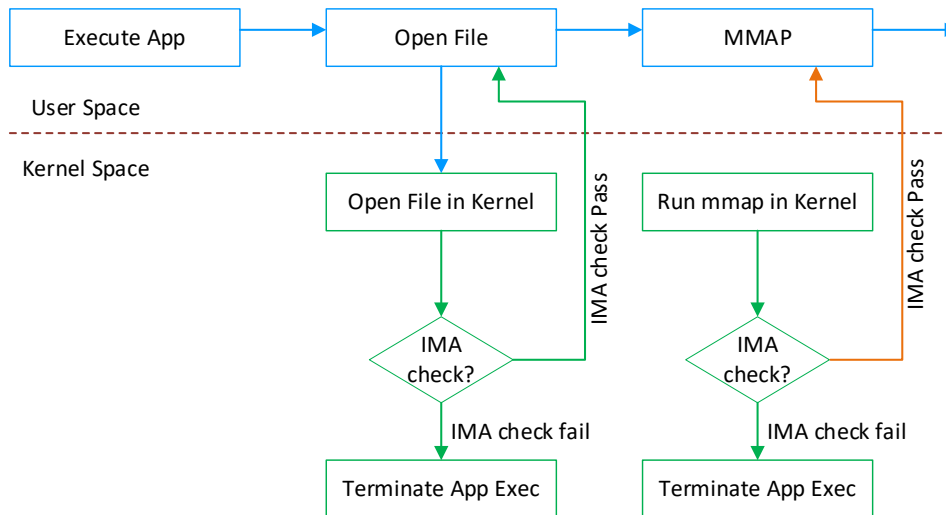 Execute App
Open File
MMAP
User Space
Kernel Space
Open File in Kernel
IMA check Pass
Run mmap in Kernel
IMA check Pass
IMA
check?
IMA
check?
IMA check fail
IMA check fail
Terminate App Exec
Terminate App Exec